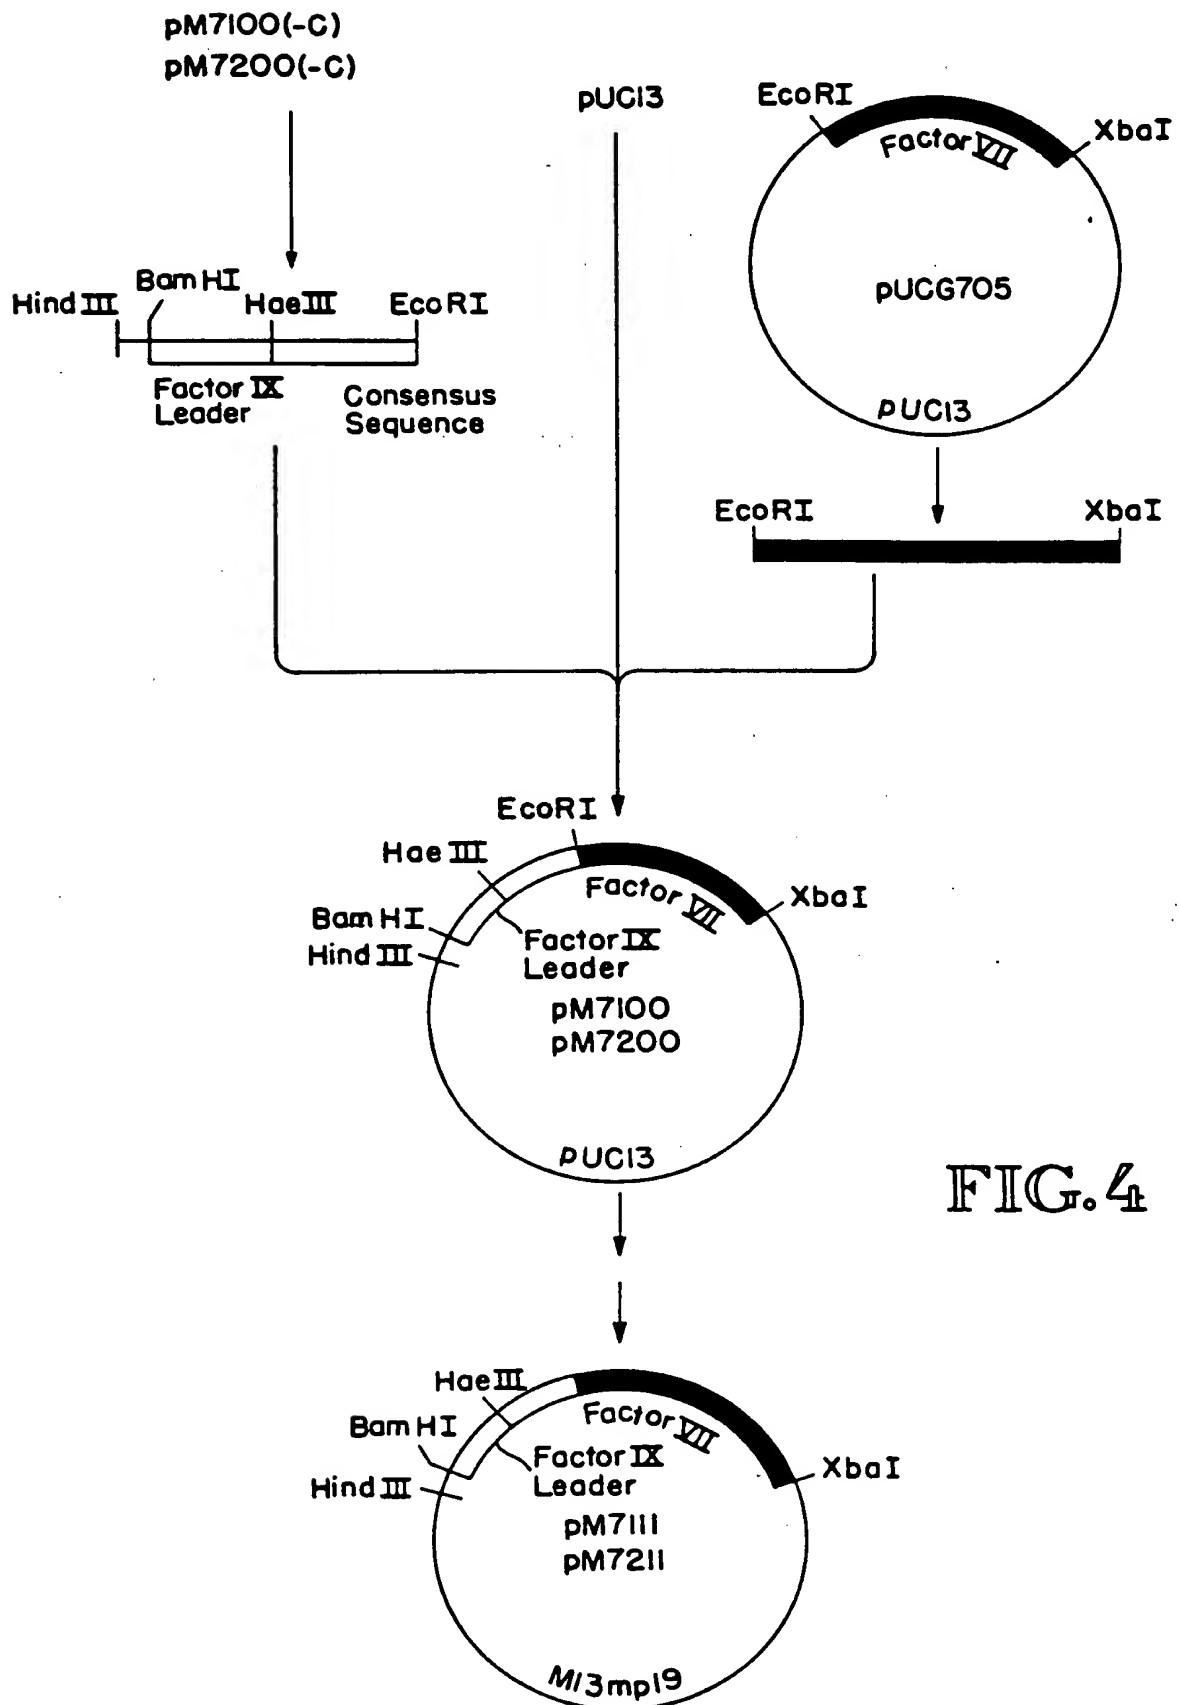 pM7100(-C)
pM7200(-C)
pUC13
EcoRI
XbaI
Factor VII
pUCG705
pUC13
Hind III
Bam HI
Hae III
EcoRI
Factor IX
Leader
Consensus
Sequence
EcoRI
XbaI
EcoRI
Hae III
Bam HI
Hind III
Factor VII
XbaI
Factor IX
Leader
pM7100
pM7200
pUC13
FIG. 4
Hae III
Bam HI
Hind III
Factor VII
XbaI
Factor IX
Leader
pM7111
pM7211
M13mp19